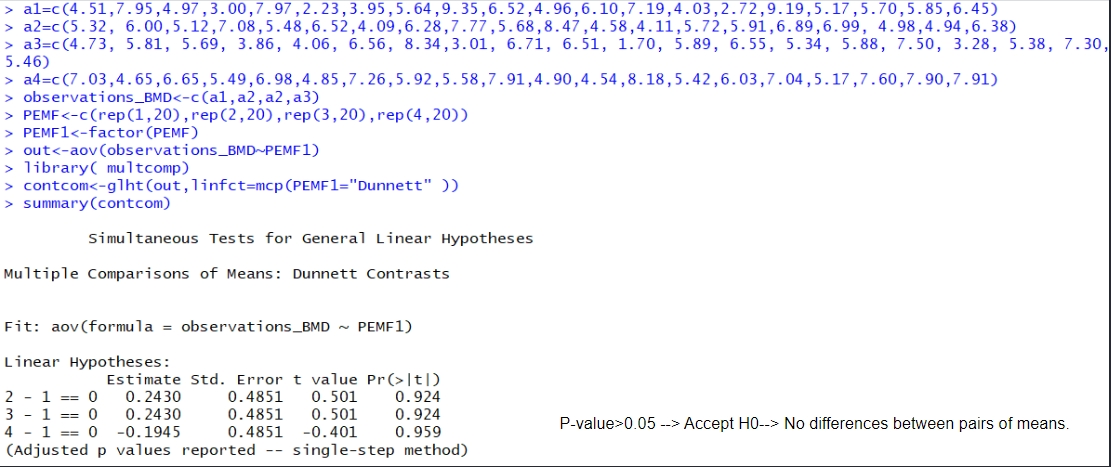 > a1=c(4.51,7.95,4.97,3.00,7.97,2.23,3.95,5.64,9.35,6.52,4.96,6.10,7.19,4.03,2.72,9.19,5.17,5.70,5.85,6.45)
> a2=c(5.32, 6.00,5.12,7.08,5.48,6.52,4.09,6.28,7.77,5.68,8.47,4.58,4.11,5.72,5.91,6.89,6.99, 4.98,4.94,6.38)
> a3=c(4.73, 5.81, 5.69, 3.86, 4.06, 6.56, 8.34,3.01, 6.71, 6.51, 1.70, 5.89, 6.55, 5.34, 5.88, 7.50, 3.28, 5.38, 7.30,
5.46)
> a4=c(7.03,4.65,6.65,5.49,6.98,4.85,7.26,5.92,5.58,7.91,4.90,4.54,8.18,5.42,6.03,7.04,5.17,7.60,7.90,7.91)
> observations_BMD<-c(a1,a2,a2,a3)
> PEMF<-c(rep(1,20),rep(2,20),rep(3,20),rep(4,20))
> PEMF1<-factor(PEMF)
> out<-aov(observations_BMD~PEMF1)
> library( multcomp)
> contcom<-glht(out,linfct=mcp(PEMF1="Dunnett" ))
> summary(contcom)
Simultaneous Tests for General Linear Hypotheses
Multiple Comparisons of Means: Dunnett Contrasts
Fit: aov(formula = observations_BMD ~ PEMF1)
Linear Hypotheses:
Estimate Std. Error t value Pr(>|t|)
2 - 1 == 0 0.2430 0.4851 0.501 0.924
3 - 1 == 0 0.2430 0.4851 0.501 0.924
4 - 1 == 0 -0.1945 0.4851 -0.401 0.959
(Adjusted p values reported -- single-step method)
P-value>0.05 --> Accept H0--> No differences between pairs of means.